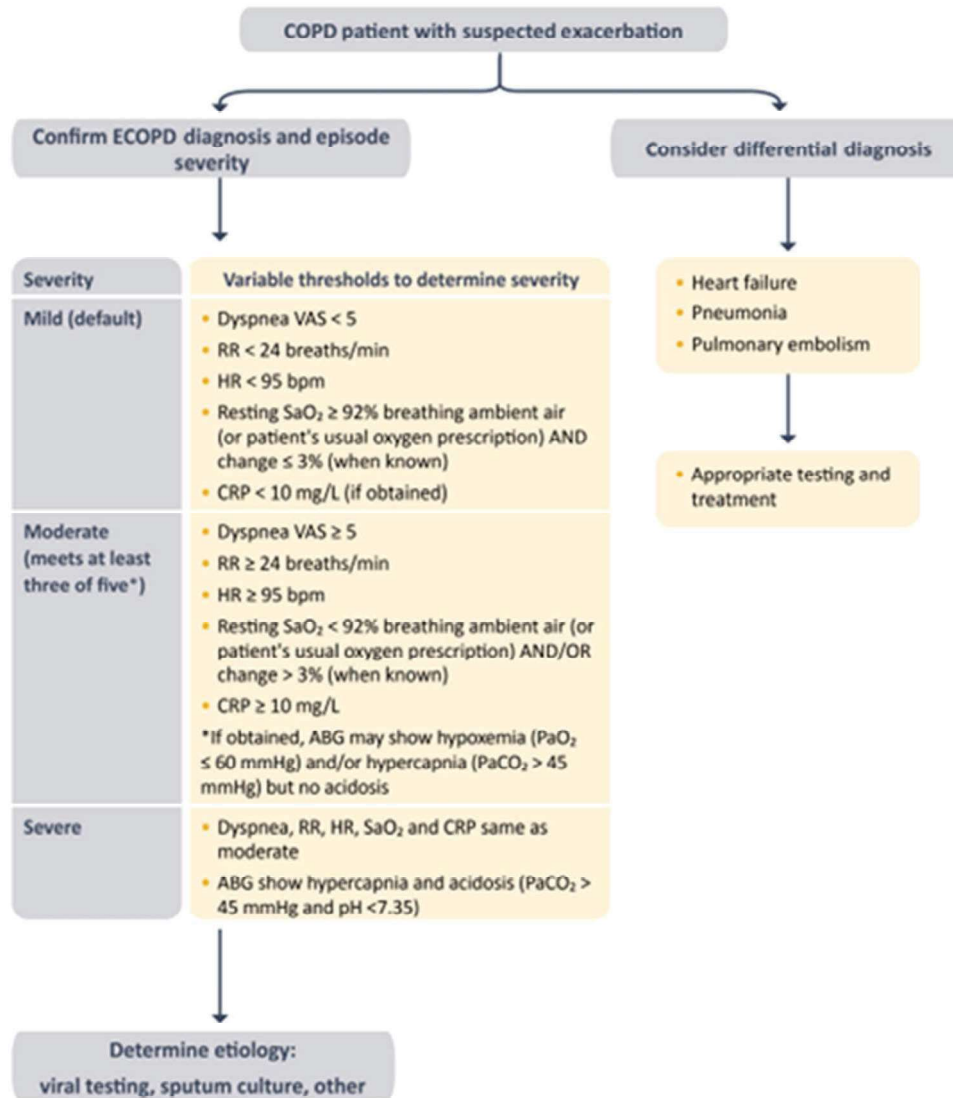 COPD patient with suspected exacerbation
Confirm ECOPD diagnosis and episode
severity
Consider differential diagnosis
Severity
Variable thresholds to determine severity
Mild (default)
• Dyspnea VAS < 5
• RR < 24 breaths/min
• HR < 95 bpm
• Resting SaO₂ ≥ 92% breathing ambient air
(or patient's usual oxygen prescription) AND
change ≤ 3% (when known)
• CRP < 10 mg/L (if obtained)
Moderate
(meets at least
three of five*)
• Dyspnea VAS ≥ 5
• RR ≥ 24 breaths/min
• HR ≥ 95 bpm
• Resting SaO₂ < 92% breathing ambient air (or
patient's usual oxygen prescription) AND/OR
change > 3% (when known)
• CRP ≥ 10 mg/L
*If obtained, ABG may show hypoxemia (PaO₂
≤ 60 mmHg) and/or hypercapnia (PaCO₂ > 45
mmHg) but no acidosis
Severe
• Dyspnea, RR, HR, SaO₂ and CRP same as
moderate
• ABG show hypercapnia and acidosis (PaCO₂ >
45 mmHg and pH <7.35)
• Heart failure
• Pneumonia
• Pulmonary embolism
• Appropriate testing and
treatment
Determine etiology:
viral testing, sputum culture, other